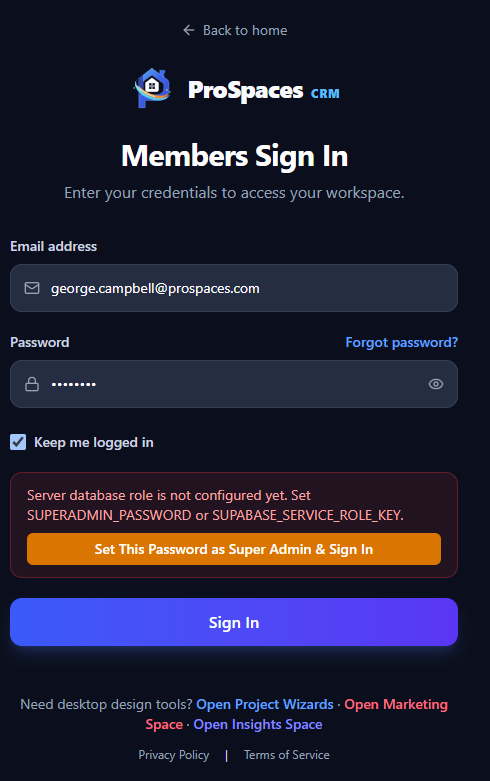 Back to home
ProSpaces CRM
Members Sign In
Enter your credentials to access your workspace.
Email address
george.campbell@prospaces.com
Password Forgot password?
••••••••
Keep me logged in
Server database role is not configured yet. Set
SUPERADMIN_PASSWORD or SUPABASE_SERVICE_ROLE_KEY.
Set This Password as Super Admin & Sign In
Sign In
Need desktop design tools? Open Project Wizards · Open Marketing
Space · Open Insights Space
Privacy Policy | Terms of Service